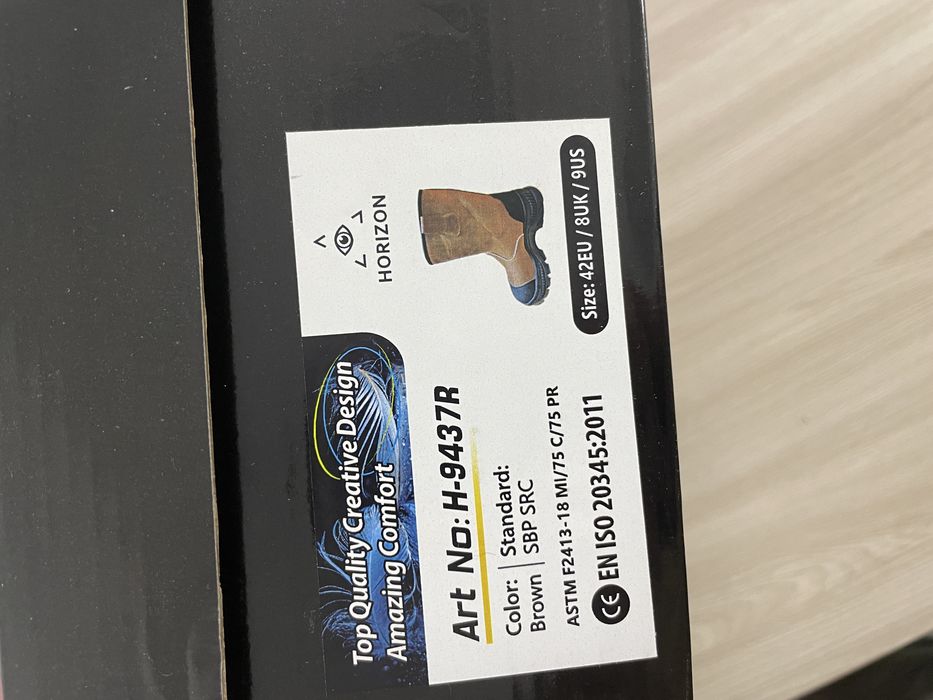 Top Quality Creative Design
Amazing Comfort
HORIZON
Art No: H-9437R
Color: Standard:
Brown SBP SRC
ASTM F2413-18 MI/75 C/75 PR
CE EN ISO 20345:2011
Size: 42EU / 8UK / 9US